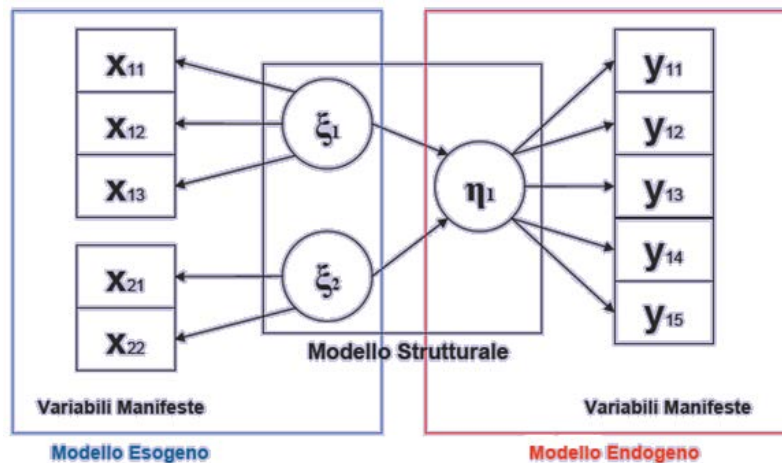 x11
x12
x13
x21
x22
ξ1
ξ2
η1
y11
y12
y13
y14
y15
Modello Strutturale
Variabili Manifeste
Variabili Manifeste
Modello Esogeno
Modello Endogeno